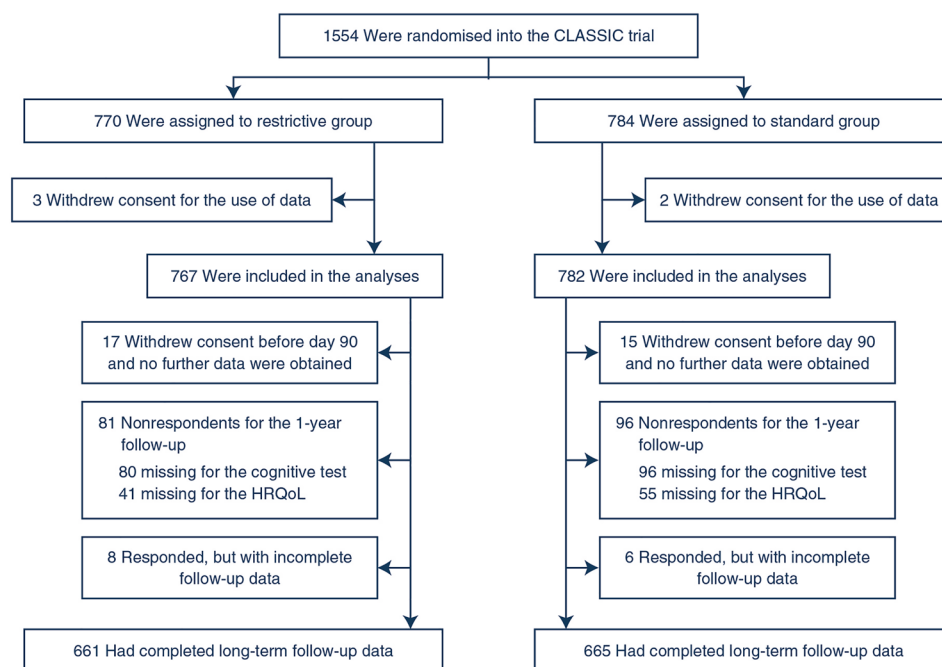 1554 Were randomised into the CLASSIC trial
770 Were assigned to restrictive group
784 Were assigned to standard group
3 Withdrew consent for the use of data
2 Withdrew consent for the use of data
767 Were included in the analyses
782 Were included in the analyses
17 Withdrew consent before day 90
and no further data were obtained
15 Withdrew consent before day 90
and no further data were obtained
81 Nonrespondents for the 1-year
follow-up
80 missing for the cognitive test
41 missing for the HRQoL
96 Nonrespondents for the 1-year
follow-up
96 missing for the cognitive test
55 missing for the HRQoL
8 Responded, but with incomplete
follow-up data
6 Responded, but with incomplete
follow-up data
661 Had completed long-term follow-up data
665 Had completed long-term follow-up data